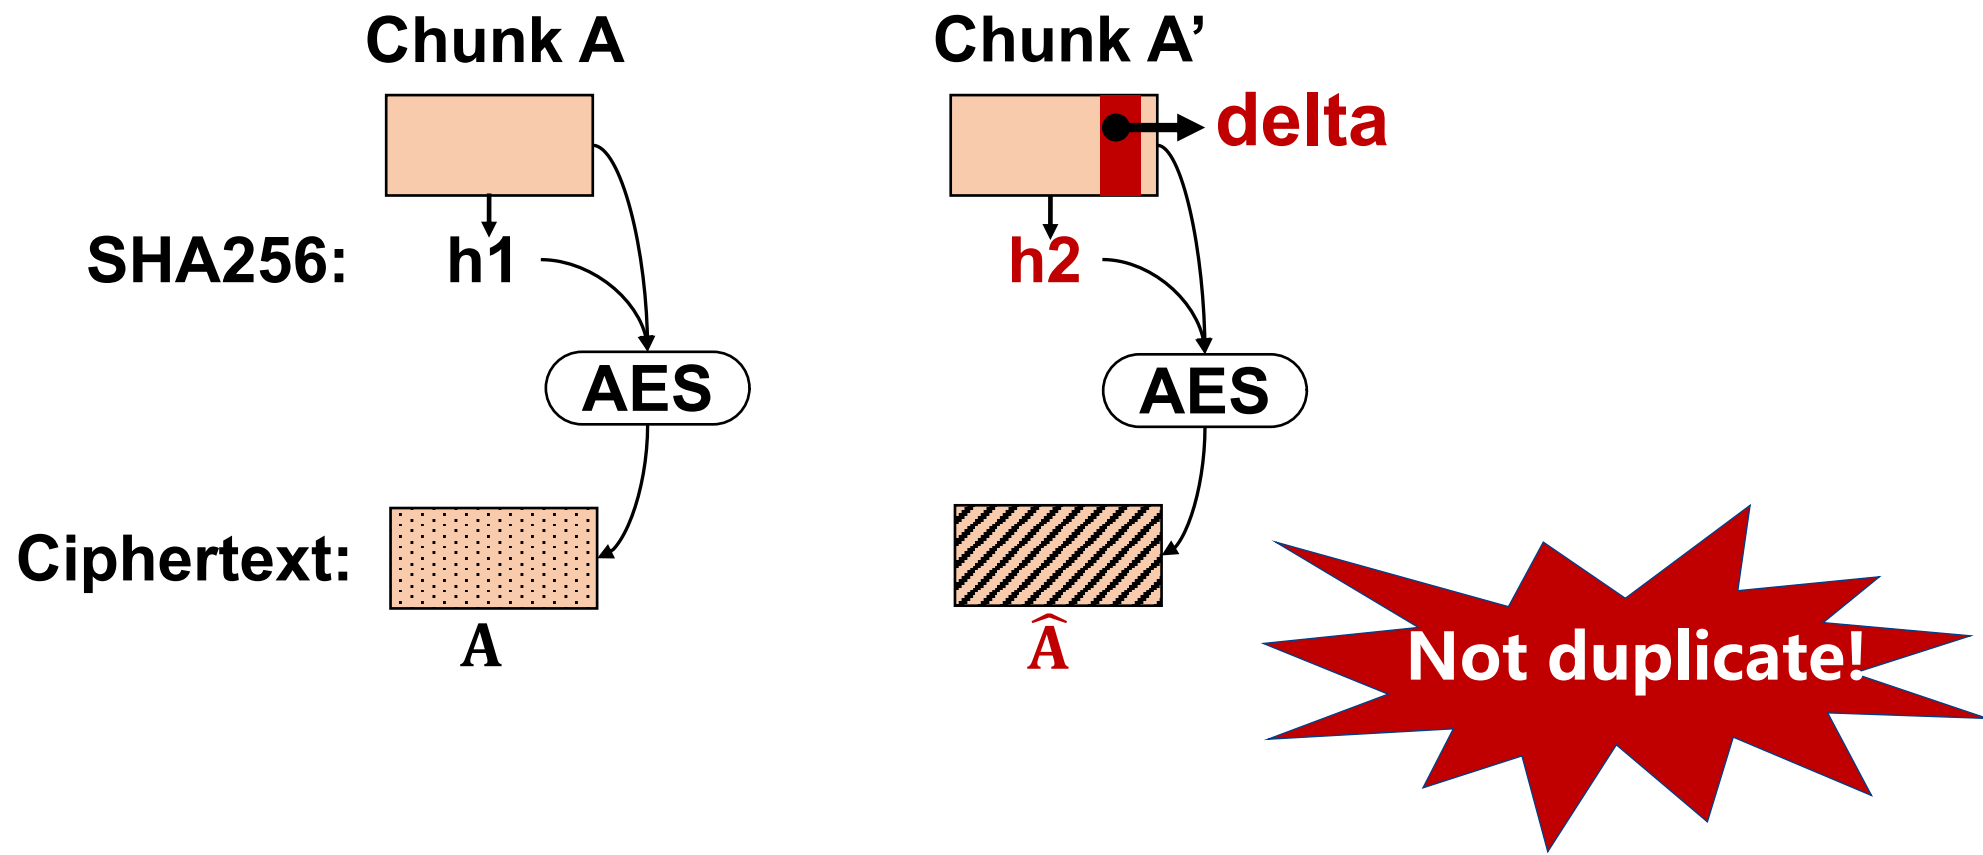 Chunk A
Chunk A’
delta
SHA256:
h1
h2
AES
AES
Ciphertext:
A
Â
Not duplicate!